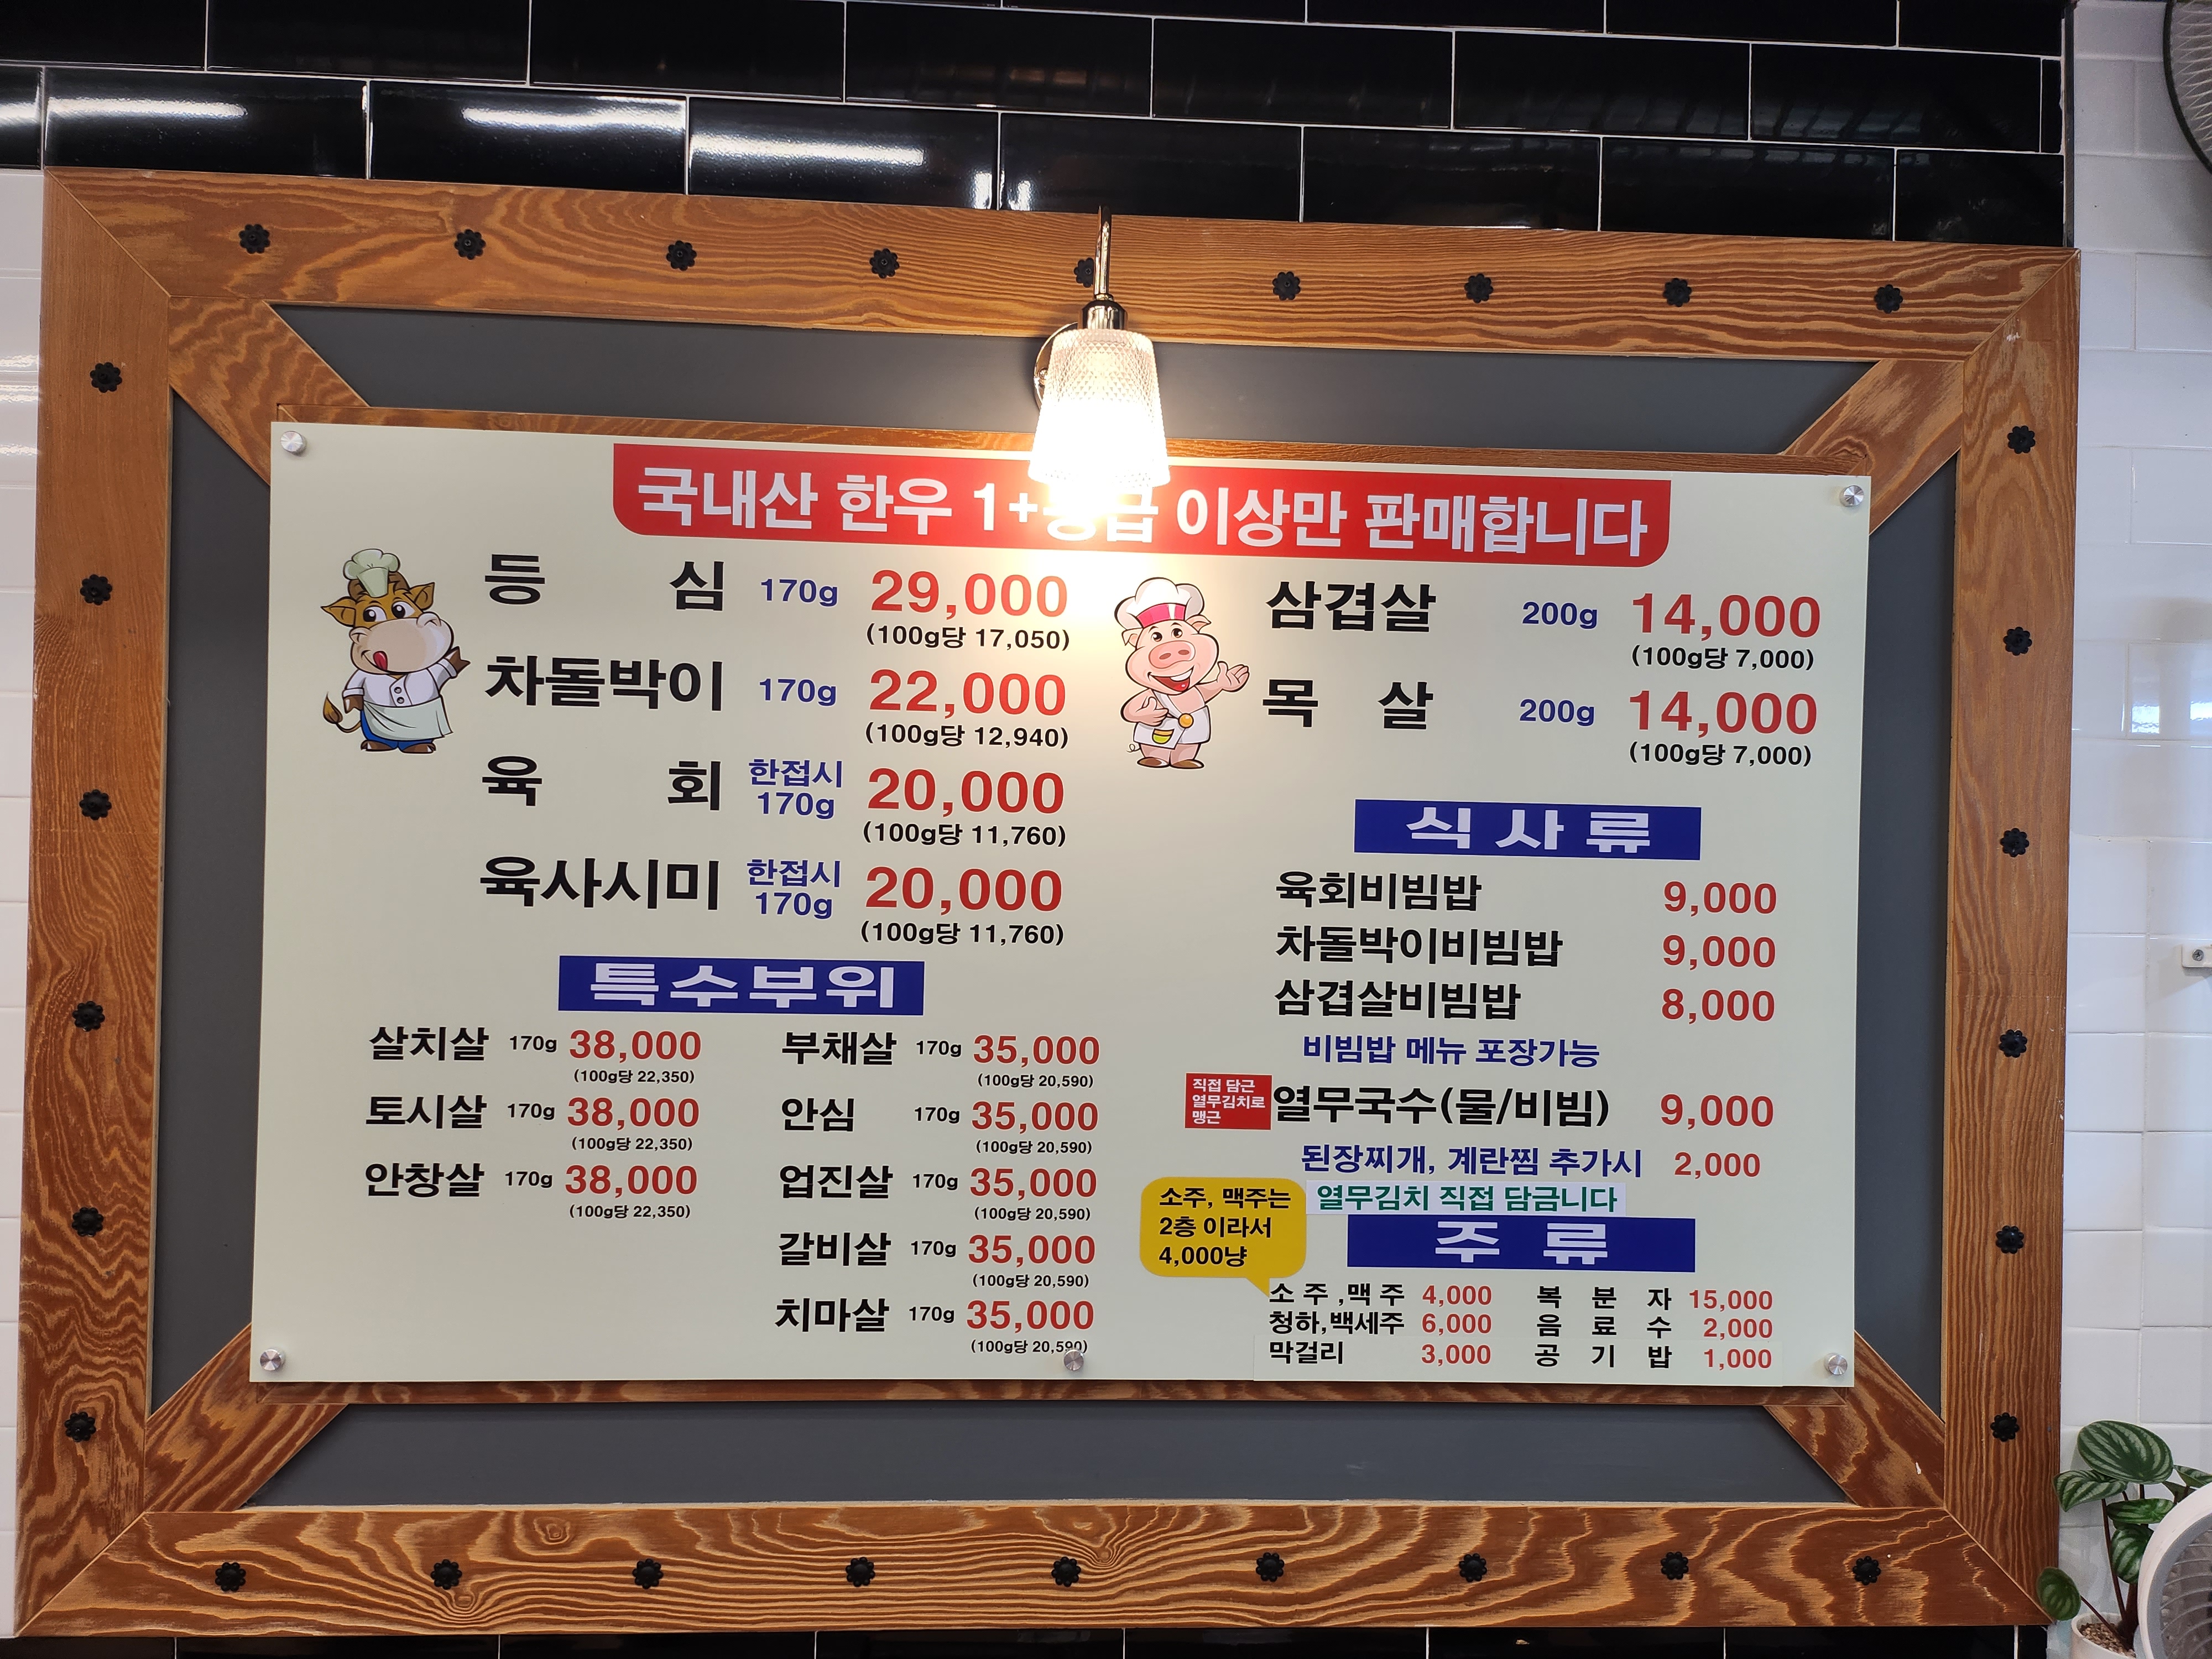 국내산 한우 1+등급 이상만 판매합니다
등 심 170g 29,000
(100g당 17,050)
차돌박이 170g 22,000
(100g당 12,940)
육 회 한접시 170g 20,000
(100g당 11,760)
육사시미 한접시 170g 20,000
(100g당 11,760)
특수부위
살치살 170g 38,000
(100g당 22,350)
토시살 170g 38,000
(100g당 22,350)
안창살 170g 38,000
(100g당 22,350)
부채살 170g 35,000
(100g당 20,590)
안심 170g 35,000
(100g당 20,590)
업진살 170g 35,000
(100g당 20,590)
갈비살 170g 35,000
(100g당 20,590)
치마살 170g 35,000
(100g당 20,590)
삼겹살 200g 14,000
(100g당 7,000)
목 살 200g 14,000
(100g당 7,000)
식사류
육회비빔밥 9,000
차돌박이비빔밥 9,000
삼겹살비빔밥 8,000
비빔밥 메뉴 포장가능
직접 담근
열무김치로
맹근
열무국수(물/비빔) 9,000
된장찌개, 계란찜 추가시 2,000
열무김치 직접 담금니다
소주, 맥주는
2층 이라서
4,000냥
주 류
소 주 ,맥 주 4,000 복 분 자 15,000
청하,백세주 6,000 음 료 수 2,000
막걸리 3,000 공 기 밥 1,000